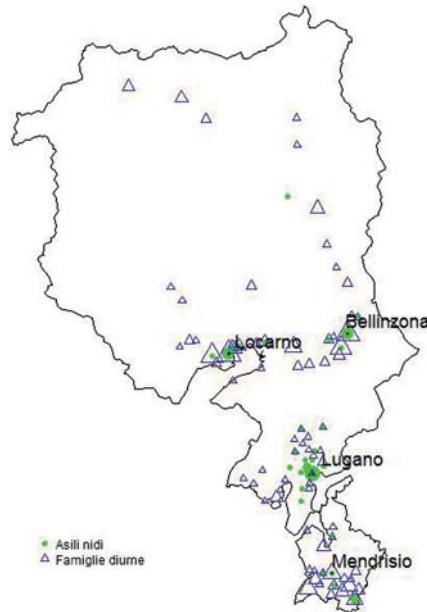 Bellinzona
Locarno
Lugano
Asili nidi
Famiglie diurne
Mendrisio